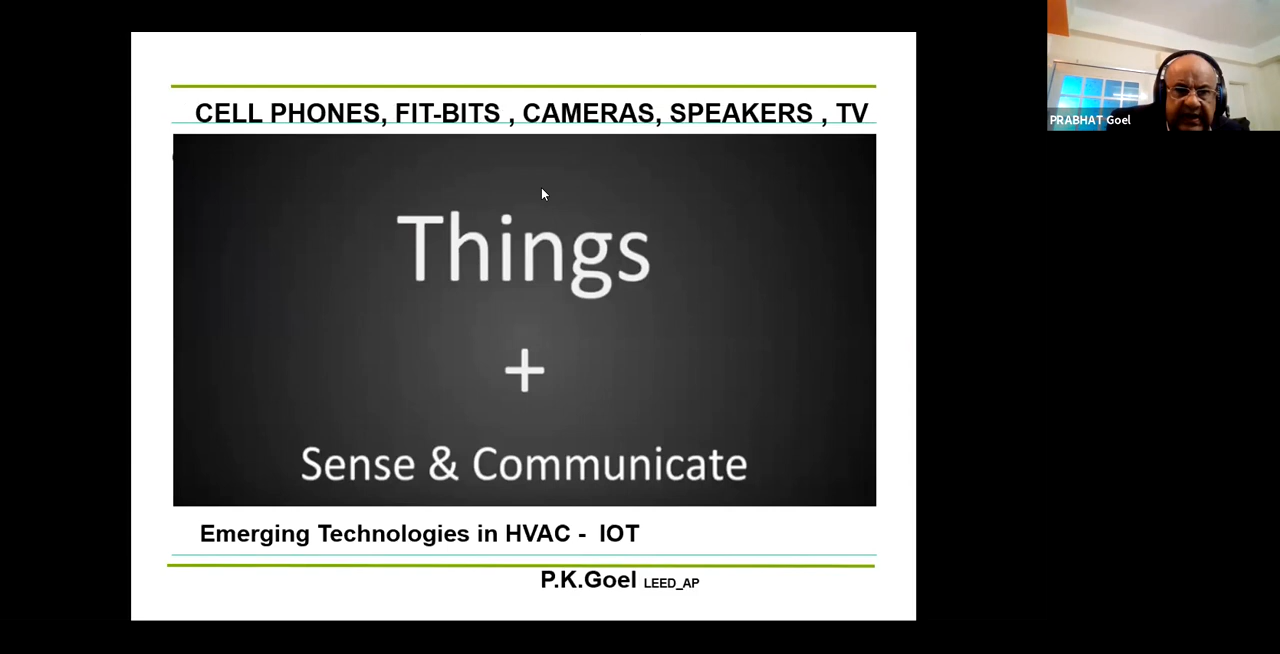 CELL PHONES, FIT-BITS , CAMERAS, SPEAKERS , TV
Things
+
Sense & Communicate
Emerging Technologies in HVAC - IOT
P.K.Goel LEED_AP
PRABHAT Goel